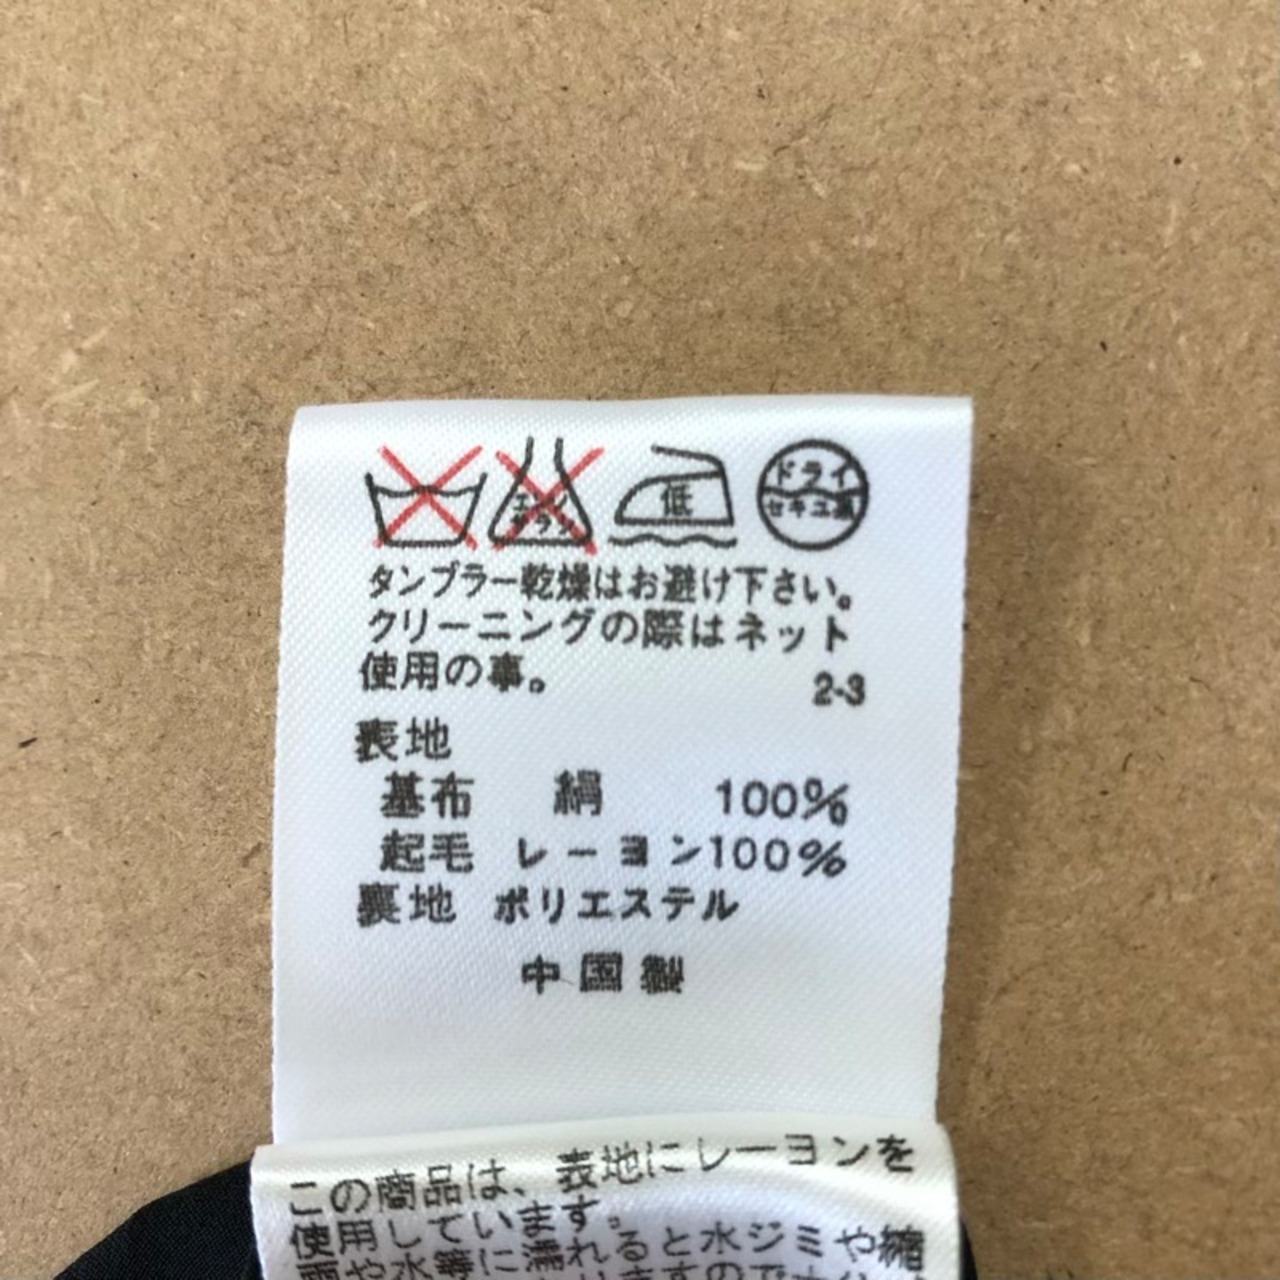 エンソ
サラシ
低
ドライ
セキユ系
タンブラー乾燥はお避け下さい。
クリーニングの際はネット
使用の事。
2-3
表地
基布 絹 100%
起毛 レーヨン100%
裏地 ポリエステル
中国製
この商品は、表地にレーヨンを
使用しています。
雨や水等に濡れると水ジミや縮